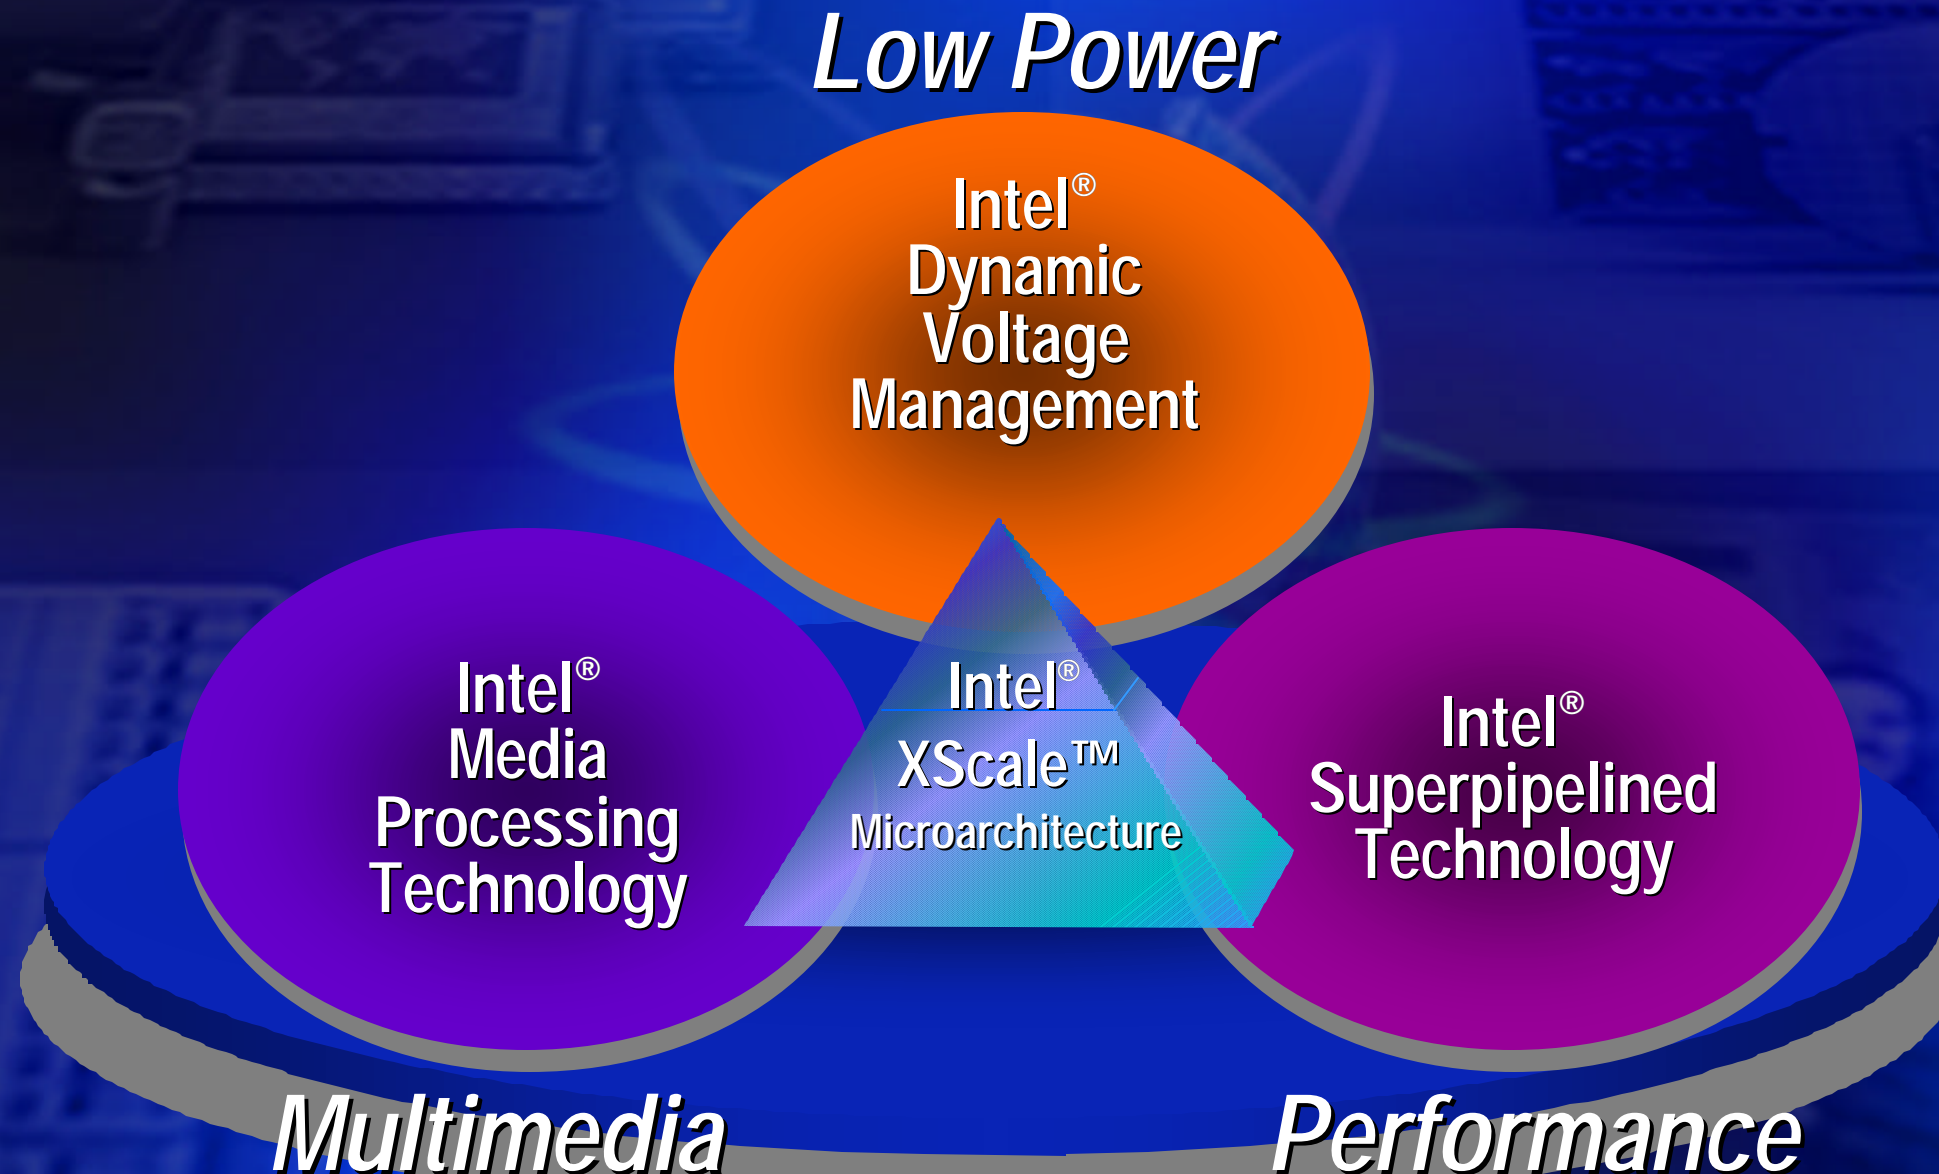 Low Power
Intel®
Dynamic
Voltage
Management
Intel®
Media
Processing
Technology
Intel®
XScale™
Microarchitecture
Intel®
Superpipelined
Technology
Multimedia
Performance